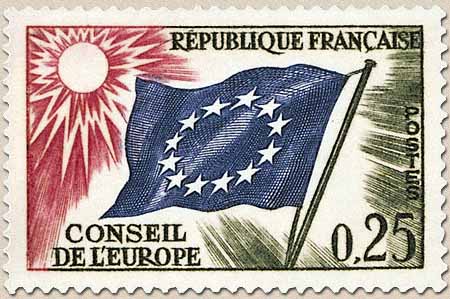 RÉPUBLIQUE FRANÇAISE
POSTES
CONSEIL
DE L'EUROPE
0,25